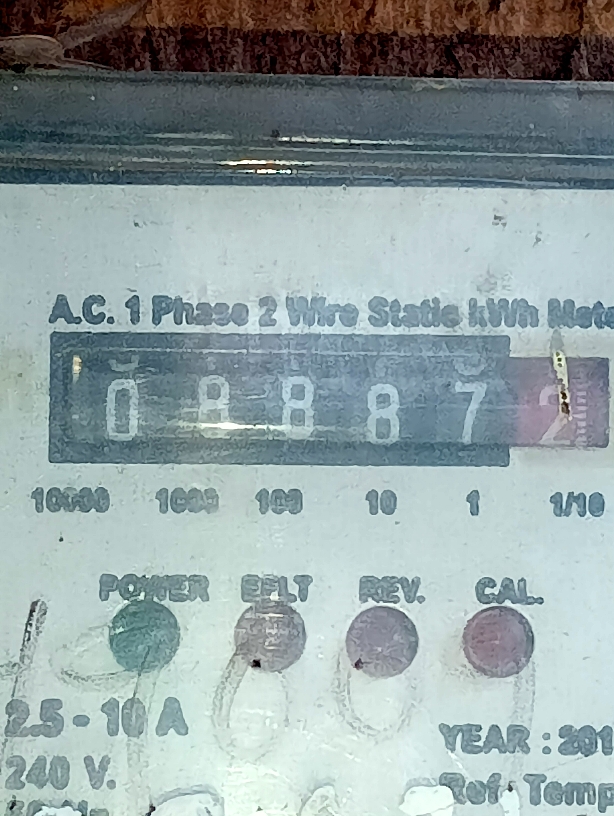 A.C. 1 Phase 2 Wire Static kWh Mete
0 8 8 8 7 2
10000 1000 100 10 1 1/10
POWER EFLT REV. CAL.
2.5 - 10 A
YEAR : 201
240 V.
Ref. Temp